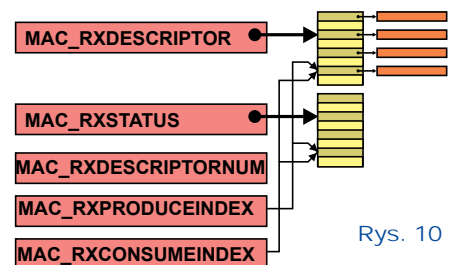 MAC_RXDESCRIPTOR
MAC_RXSTATUS
MAC_RXDESCRIPTORNUM
MAC_RXPRODUCEINDEX
MAC_RXCONSUMEINDEX
Rys. 10